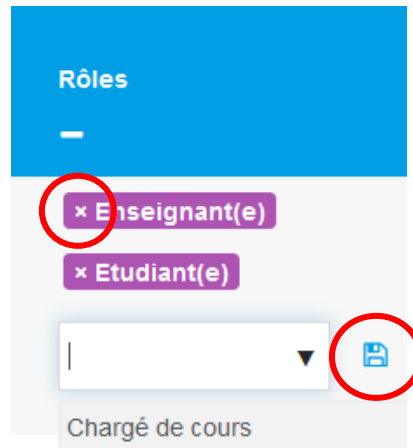 Rôles
× Enseignant(e)
× Etudiant(e)
Chargé de cours